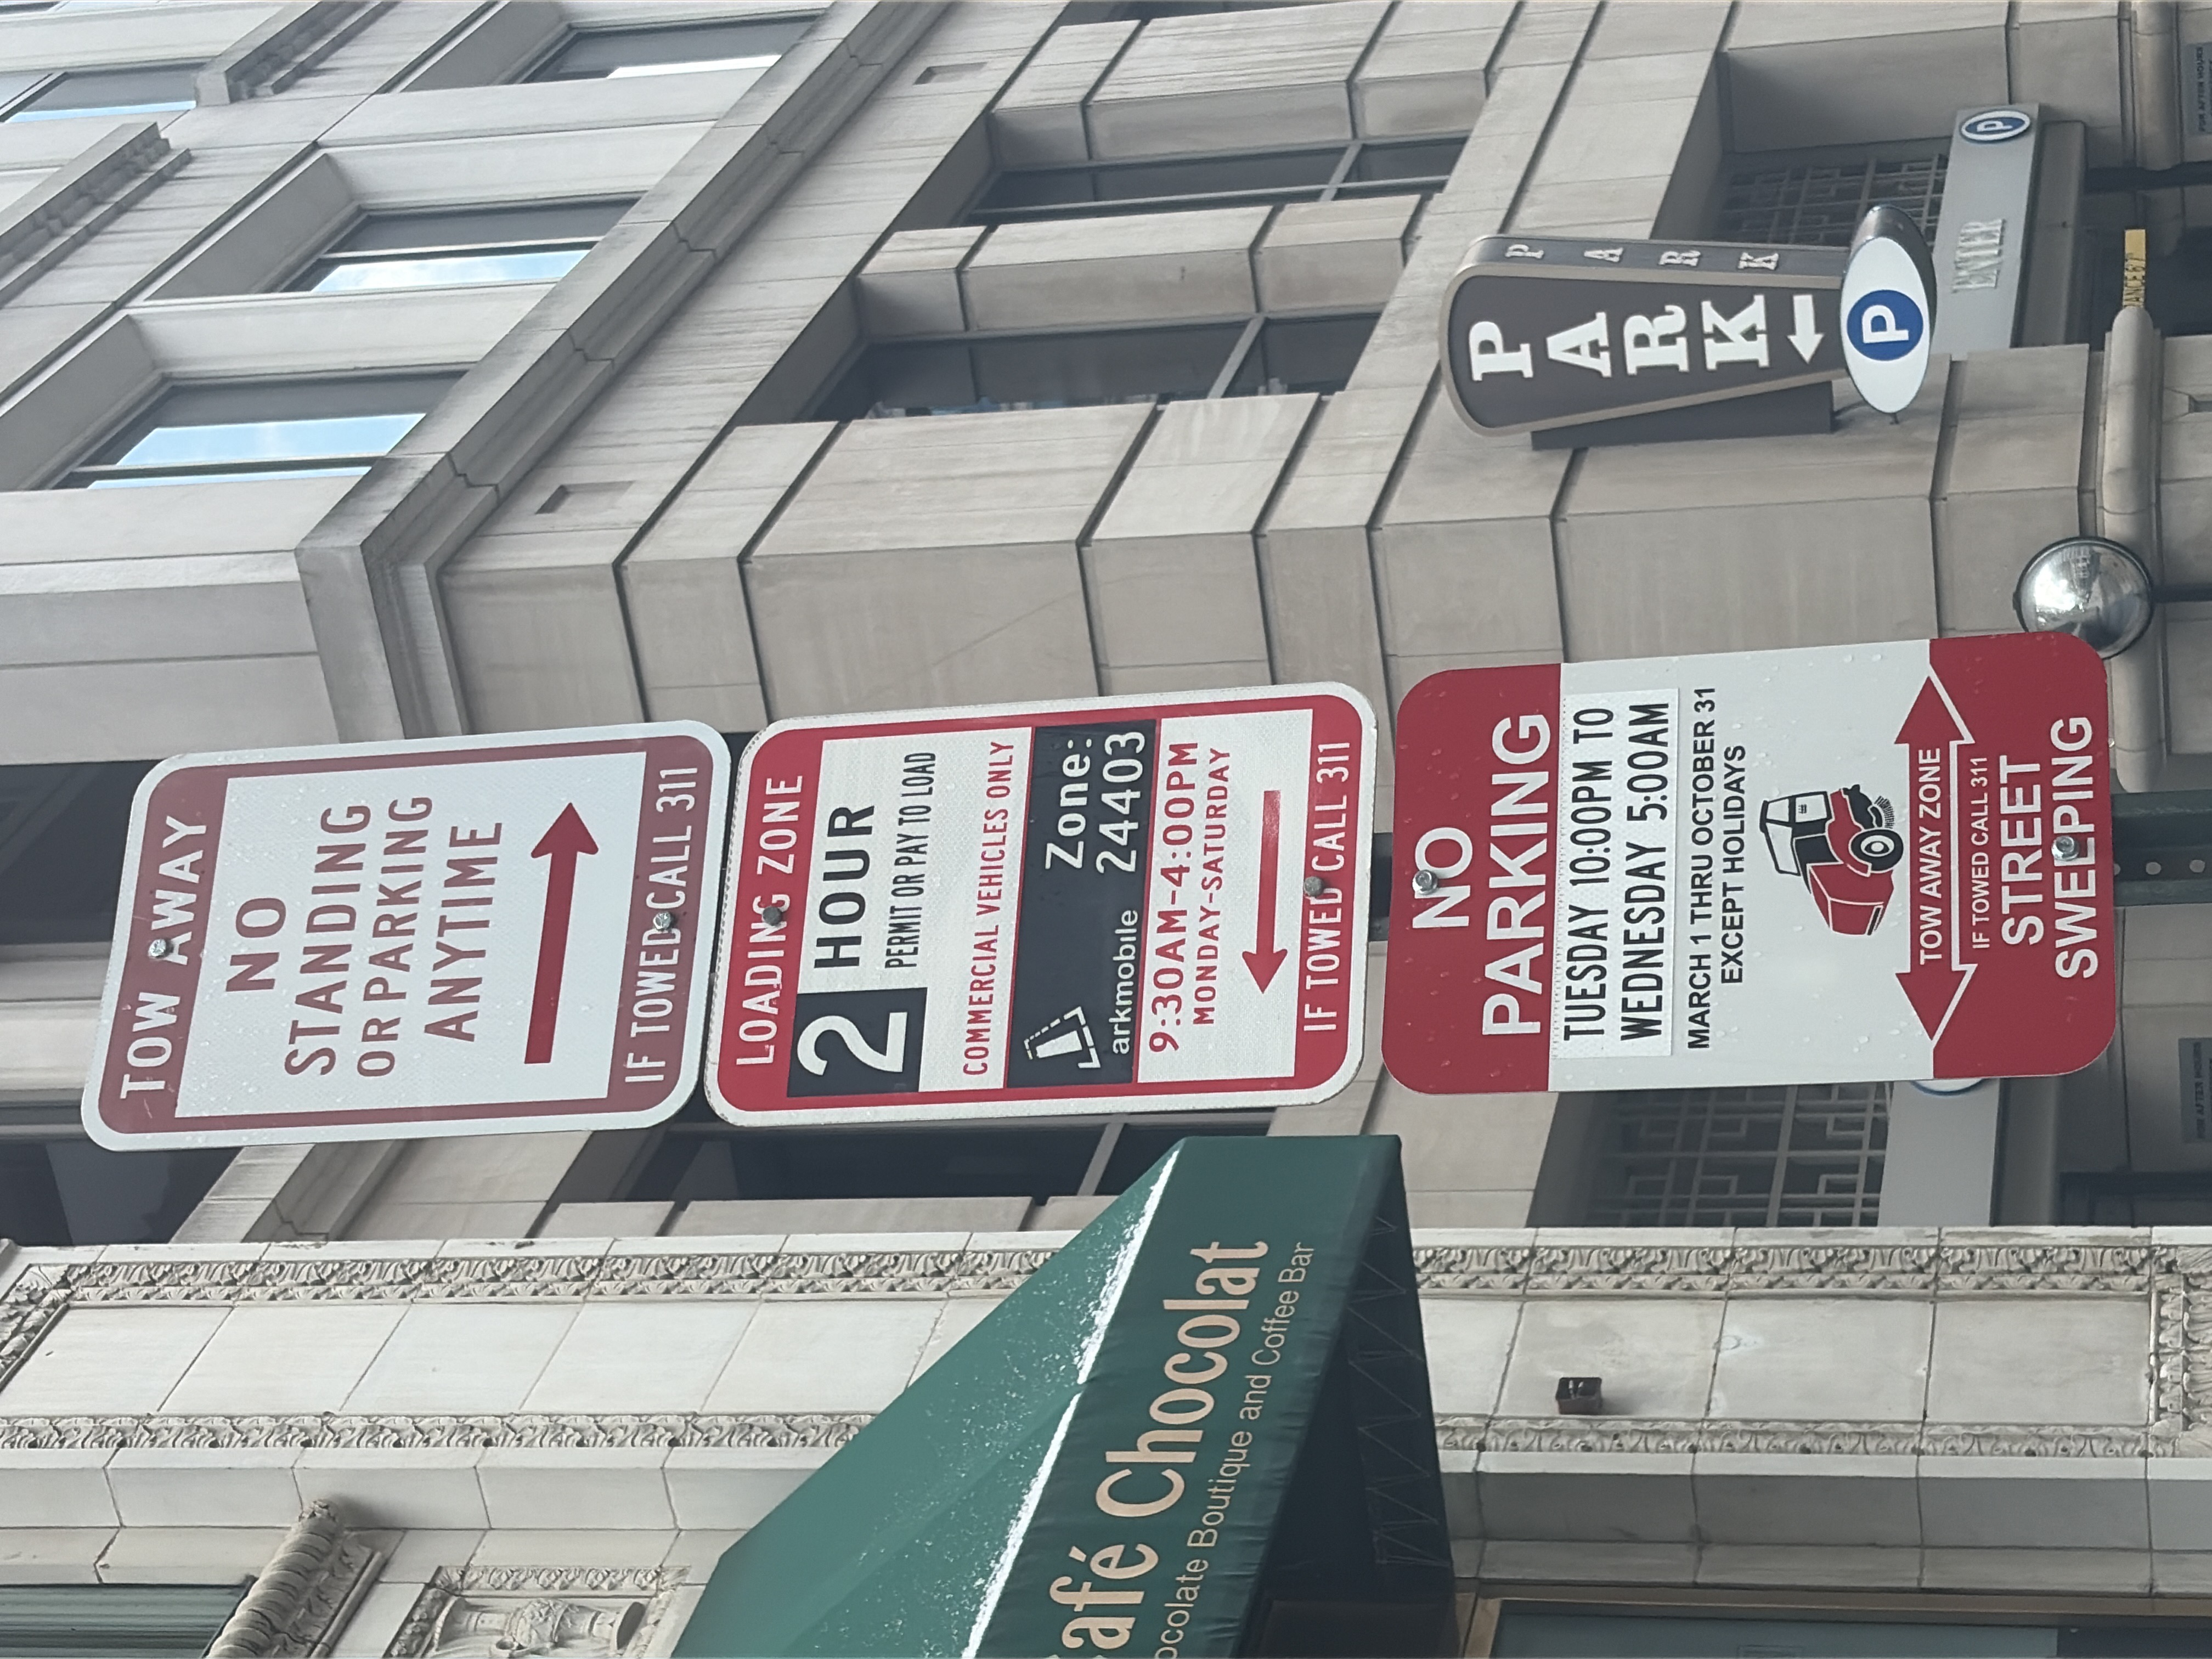 TOW AWAY
NO
STANDING
OR PARKING
ANYTIME
IF TOWED CALL 311
LOADING ZONE
2 HOUR
PERMIT OR PAY TO LOAD
COMMERCIAL VEHICLES ONLY
arkmobile
Zone:
24403
9:30AM-4:00PM
MONDAY-SATURDAY
IF TOWED CALL 311
NO
PARKING
TUESDAY 10:00PM TO
WEDNESDAY 5:00AM
MARCH 1 THRU OCTOBER 31
EXCEPT HOLIDAYS
TOW AWAY ZONE
IF TOWED CALL 311
STREET
SWEEPING
afé Chocolat
ocolate Boutique and Coffee Bar
PARK
P
PARK
ENTER
P